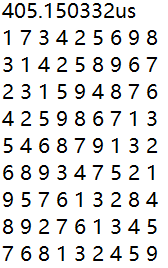 405.150332us
1 7 3 4 2 5 6 9 8
3 1 4 2 5 8 9 6 7
2 3 1 5 9 4 8 7 6
4 2 5 9 8 6 7 1 3
5 4 6 8 7 9 1 3 2
6 8 9 3 4 7 5 2 1
9 5 7 6 1 3 2 8 4
8 9 2 7 6 1 3 4 5
7 6 8 1 3 2 4 5 9